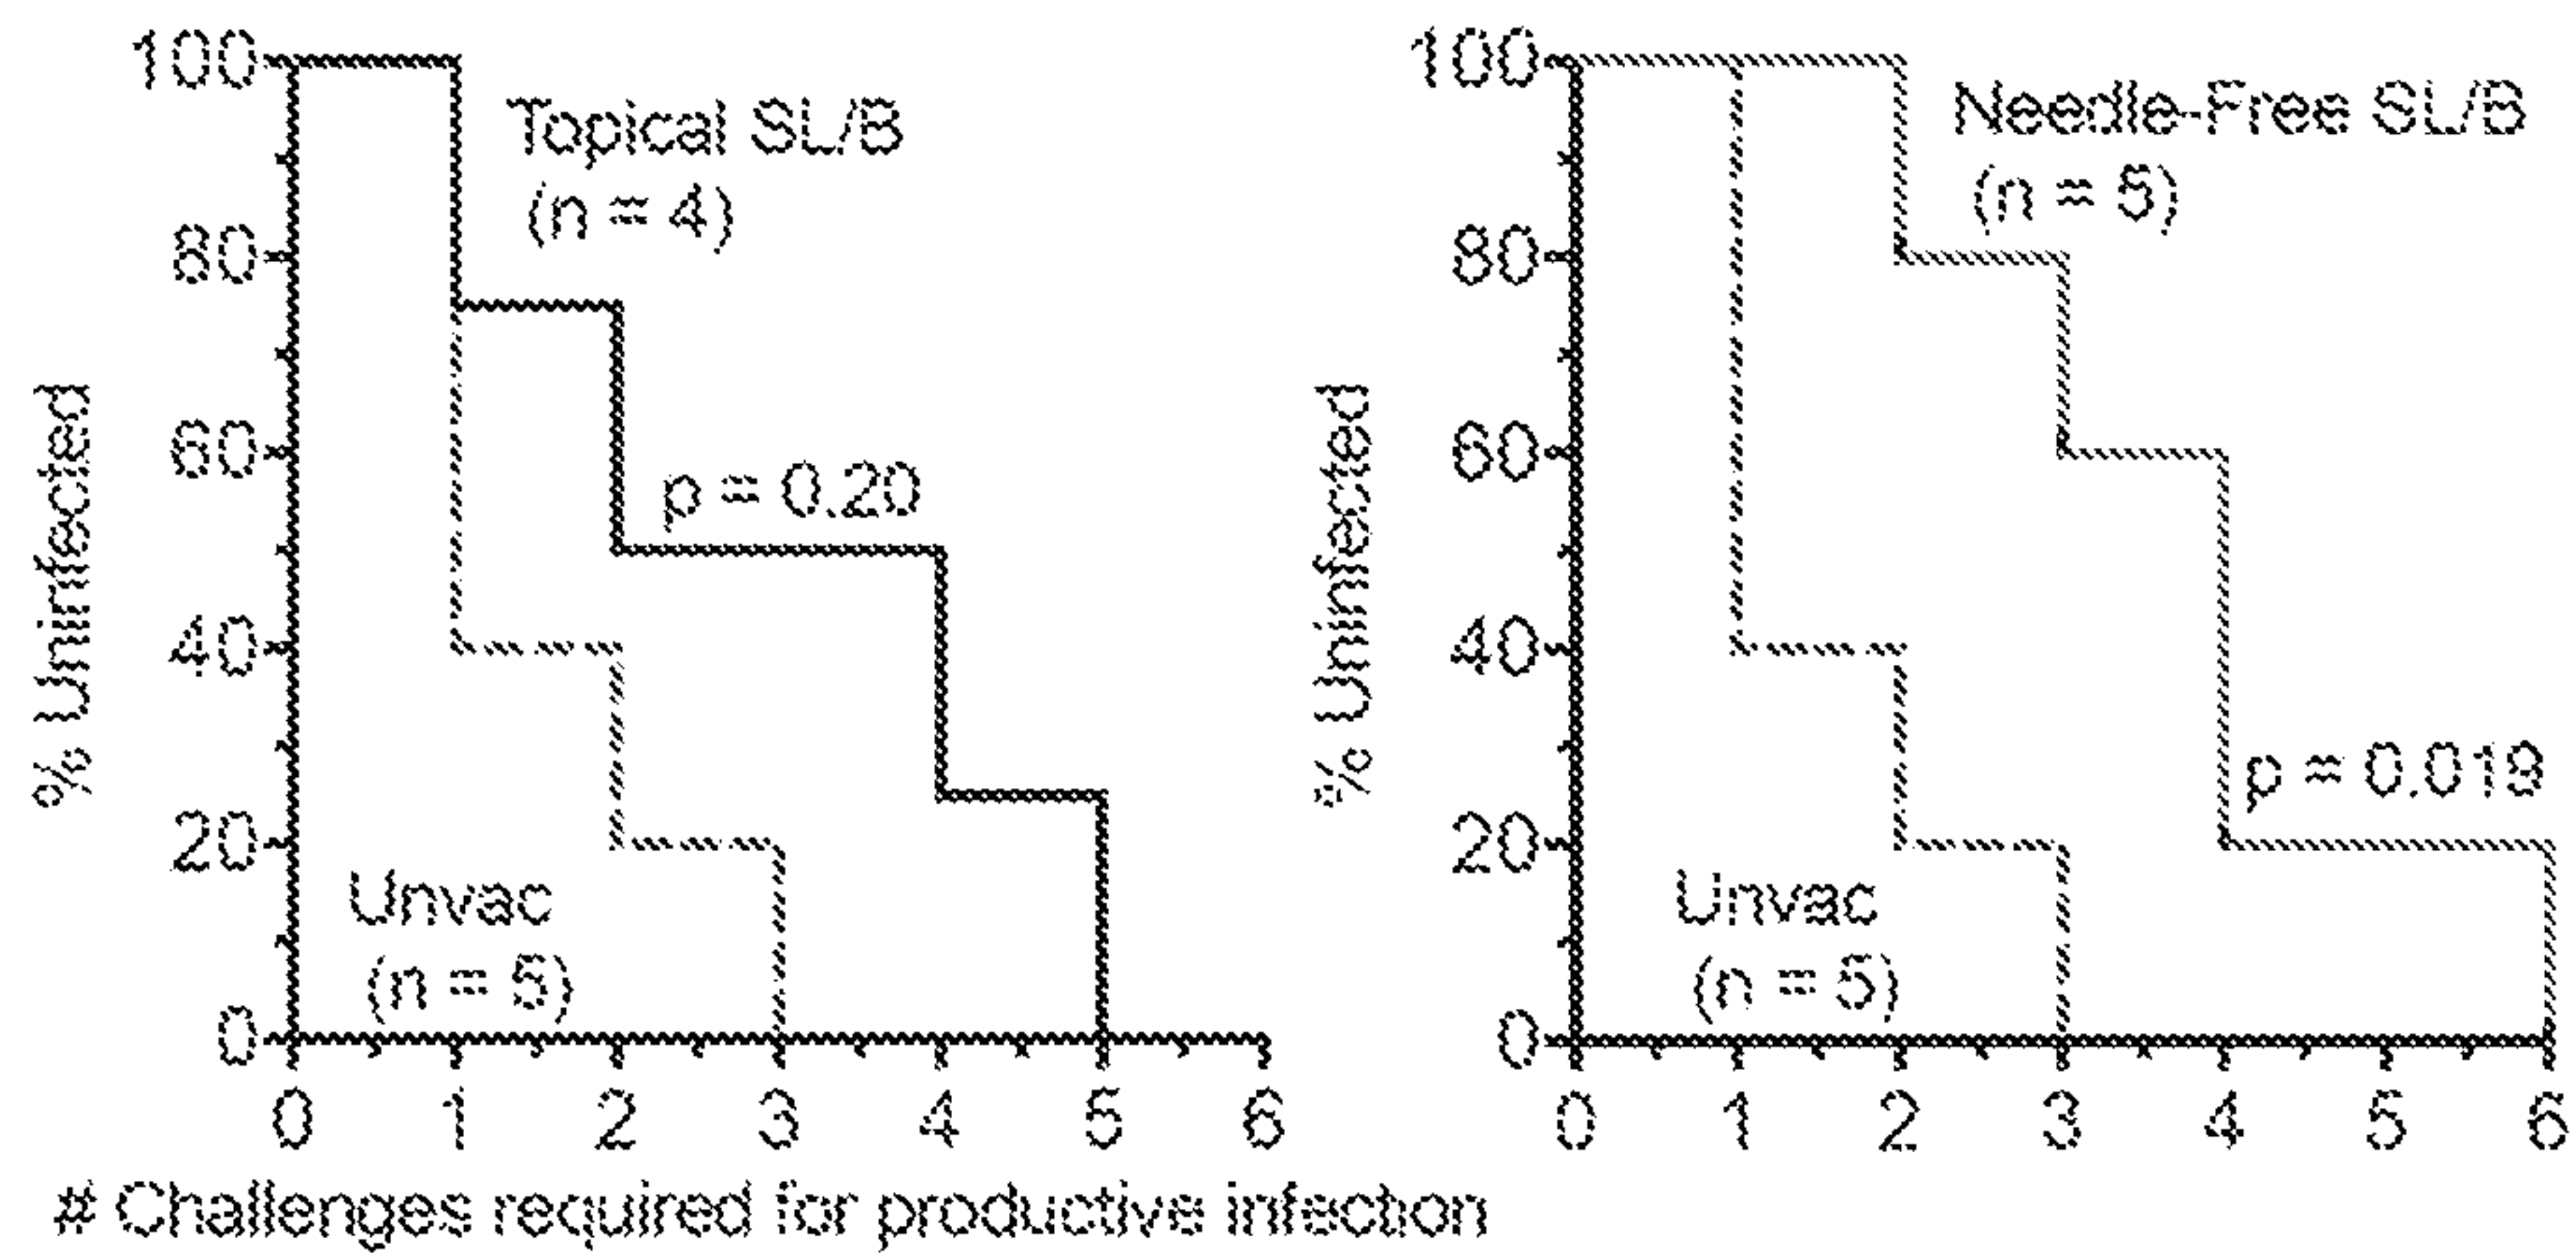 100
80
60
40
20
0
% Uninfected
Topical SL/B
(n = 4)
p = 0.20
Unvac
(n = 5)
0 1 2 3 4 5 6
# Challenges required for productive infection
100
80
60
40
20
0
% Uninfected
Needle-Free SL/B
(n = 5)
p = 0.019
Unvac
(n = 5)
0 1 2 3 4 5 6